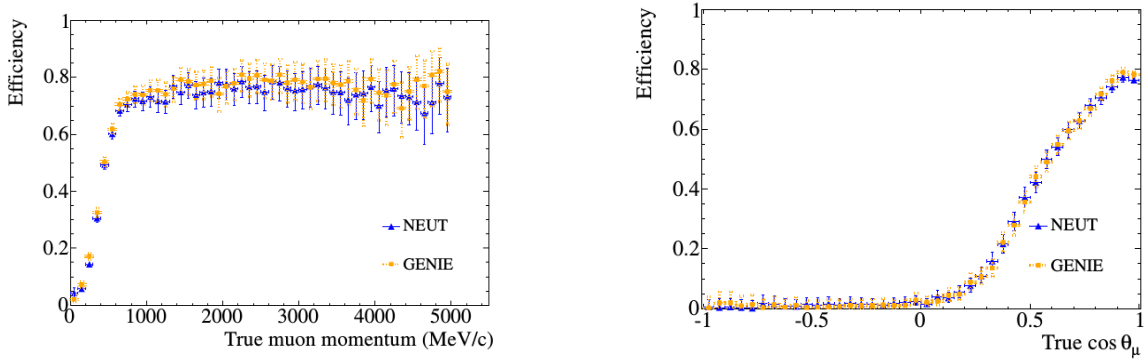 Efficiency
1
0.8
0.6
0.4
0.2
0
NEUT
GENIE
0 1000 2000 3000 4000 5000
True muon momentum (MeV/c)
Efficiency
1
0.8
0.6
0.4
0.2
0
NEUT
GENIE
-1 -0.5 0 0.5 1
True cos θμ